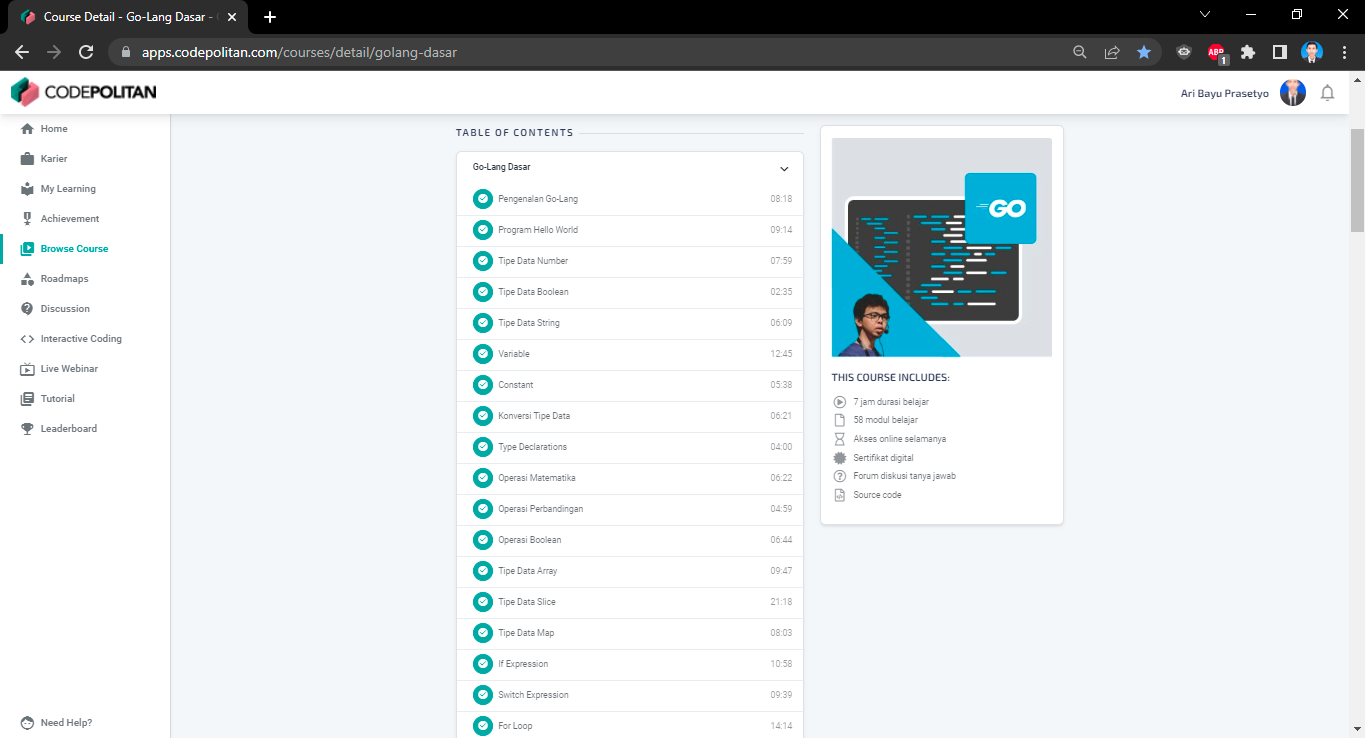 Course Detail - Go-Lang Dasar -
apps.codepolitan.com/courses/detail/golang-dasar
ABP
1
CODEPOLITAN
Ari Bayu Prasetyo
Home
Karier
My Learning
Achievement
Browse Course
Roadmaps
Discussion
Interactive Coding
Live Webinar
Tutorial
Leaderboard
Need Help?
TABLE OF CONTENTS
Go-Lang Dasar
Pengenalan Go-Lang 08:18
Program Hello World 09:14
Tipe Data Number 07:59
Tipe Data Boolean 02:35
Tipe Data String 06:09
Variable 12:45
Constant 05:38
Konversi Tipe Data 06:21
Type Declarations 04:00
Operasi Matematika 06:22
Operasi Perbandingan 04:59
Operasi Boolean 06:44
Tipe Data Array 09:47
Tipe Data Slice 21:18
Tipe Data Map 08:03
If Expression 10:58
Switch Expression 09:39
For Loop 14:14
GO
THIS COURSE INCLUDES:
7 jam durasi belajar
58 modul belajar
Akses online selamanya
Sertifikat digital
Forum diskusi tanya jawab
Source code